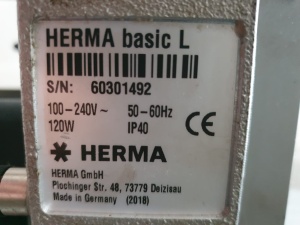 HERMA basic L
S/N: 60301492
100-240V~ 50-60Hz
120W IP40 CE
HERMA
HERMA GmbH
Plochinger Str. 48, 73779 Deizisau
Made in Germany (2018)